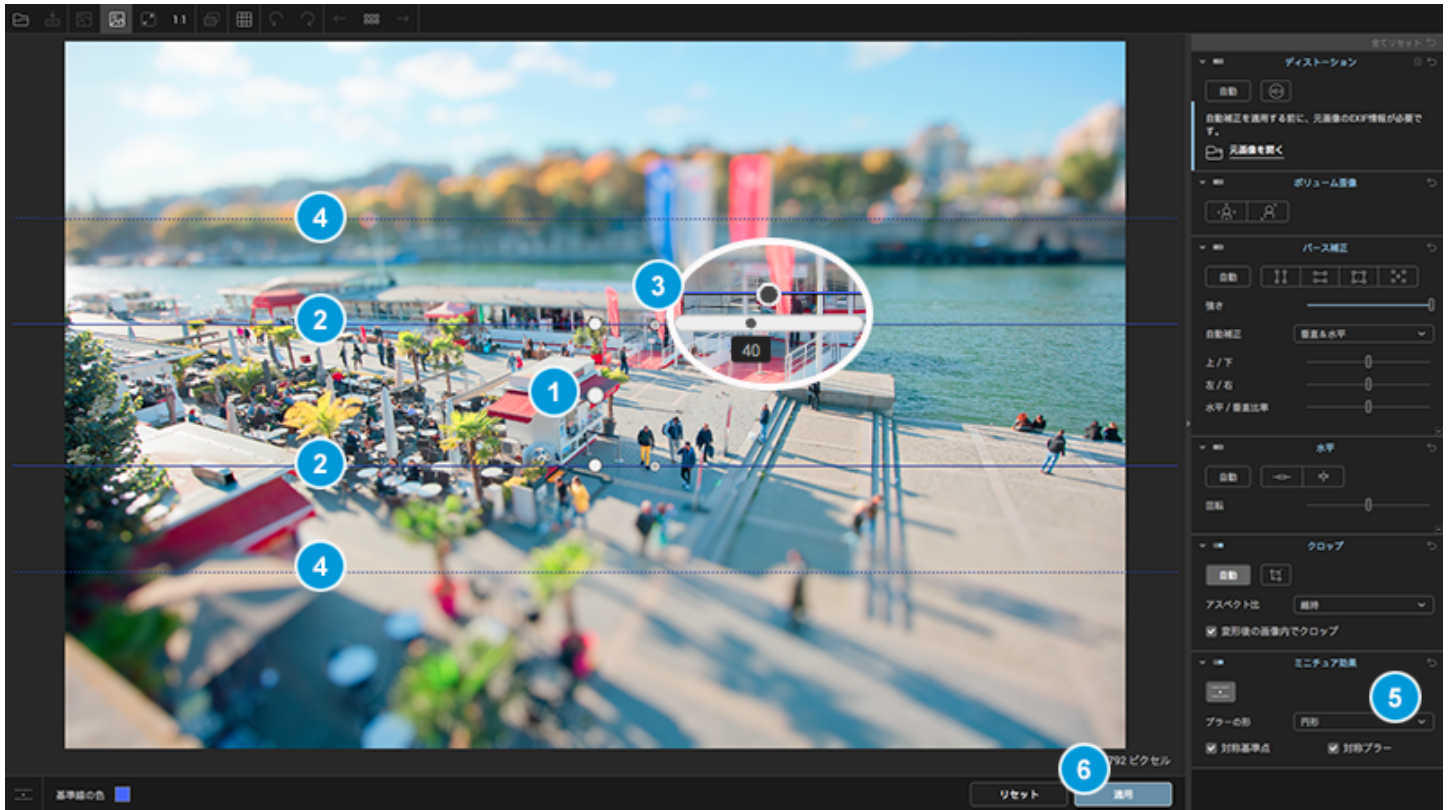 1:1
全てリセット
ディストーション
自動
自動補正を適用する前に、元画像のEXIF情報が必要で
す。
元画像を開く
ボリューム歪像
パース補正
自動
強さ
自動補正 垂直&水平
上 / 下
左 / 右
水平 / 垂直比率
水平
自動
回転
クロップ
自動
アスペクト比 維持
変形後の画像内でクロップ
ミニチュア効果
ブラーの形 円形
対称基準点 対称ブラー
4
3
2
40
1
2
4
5
6
792 ピクセル
基準線の色
リセット
適用